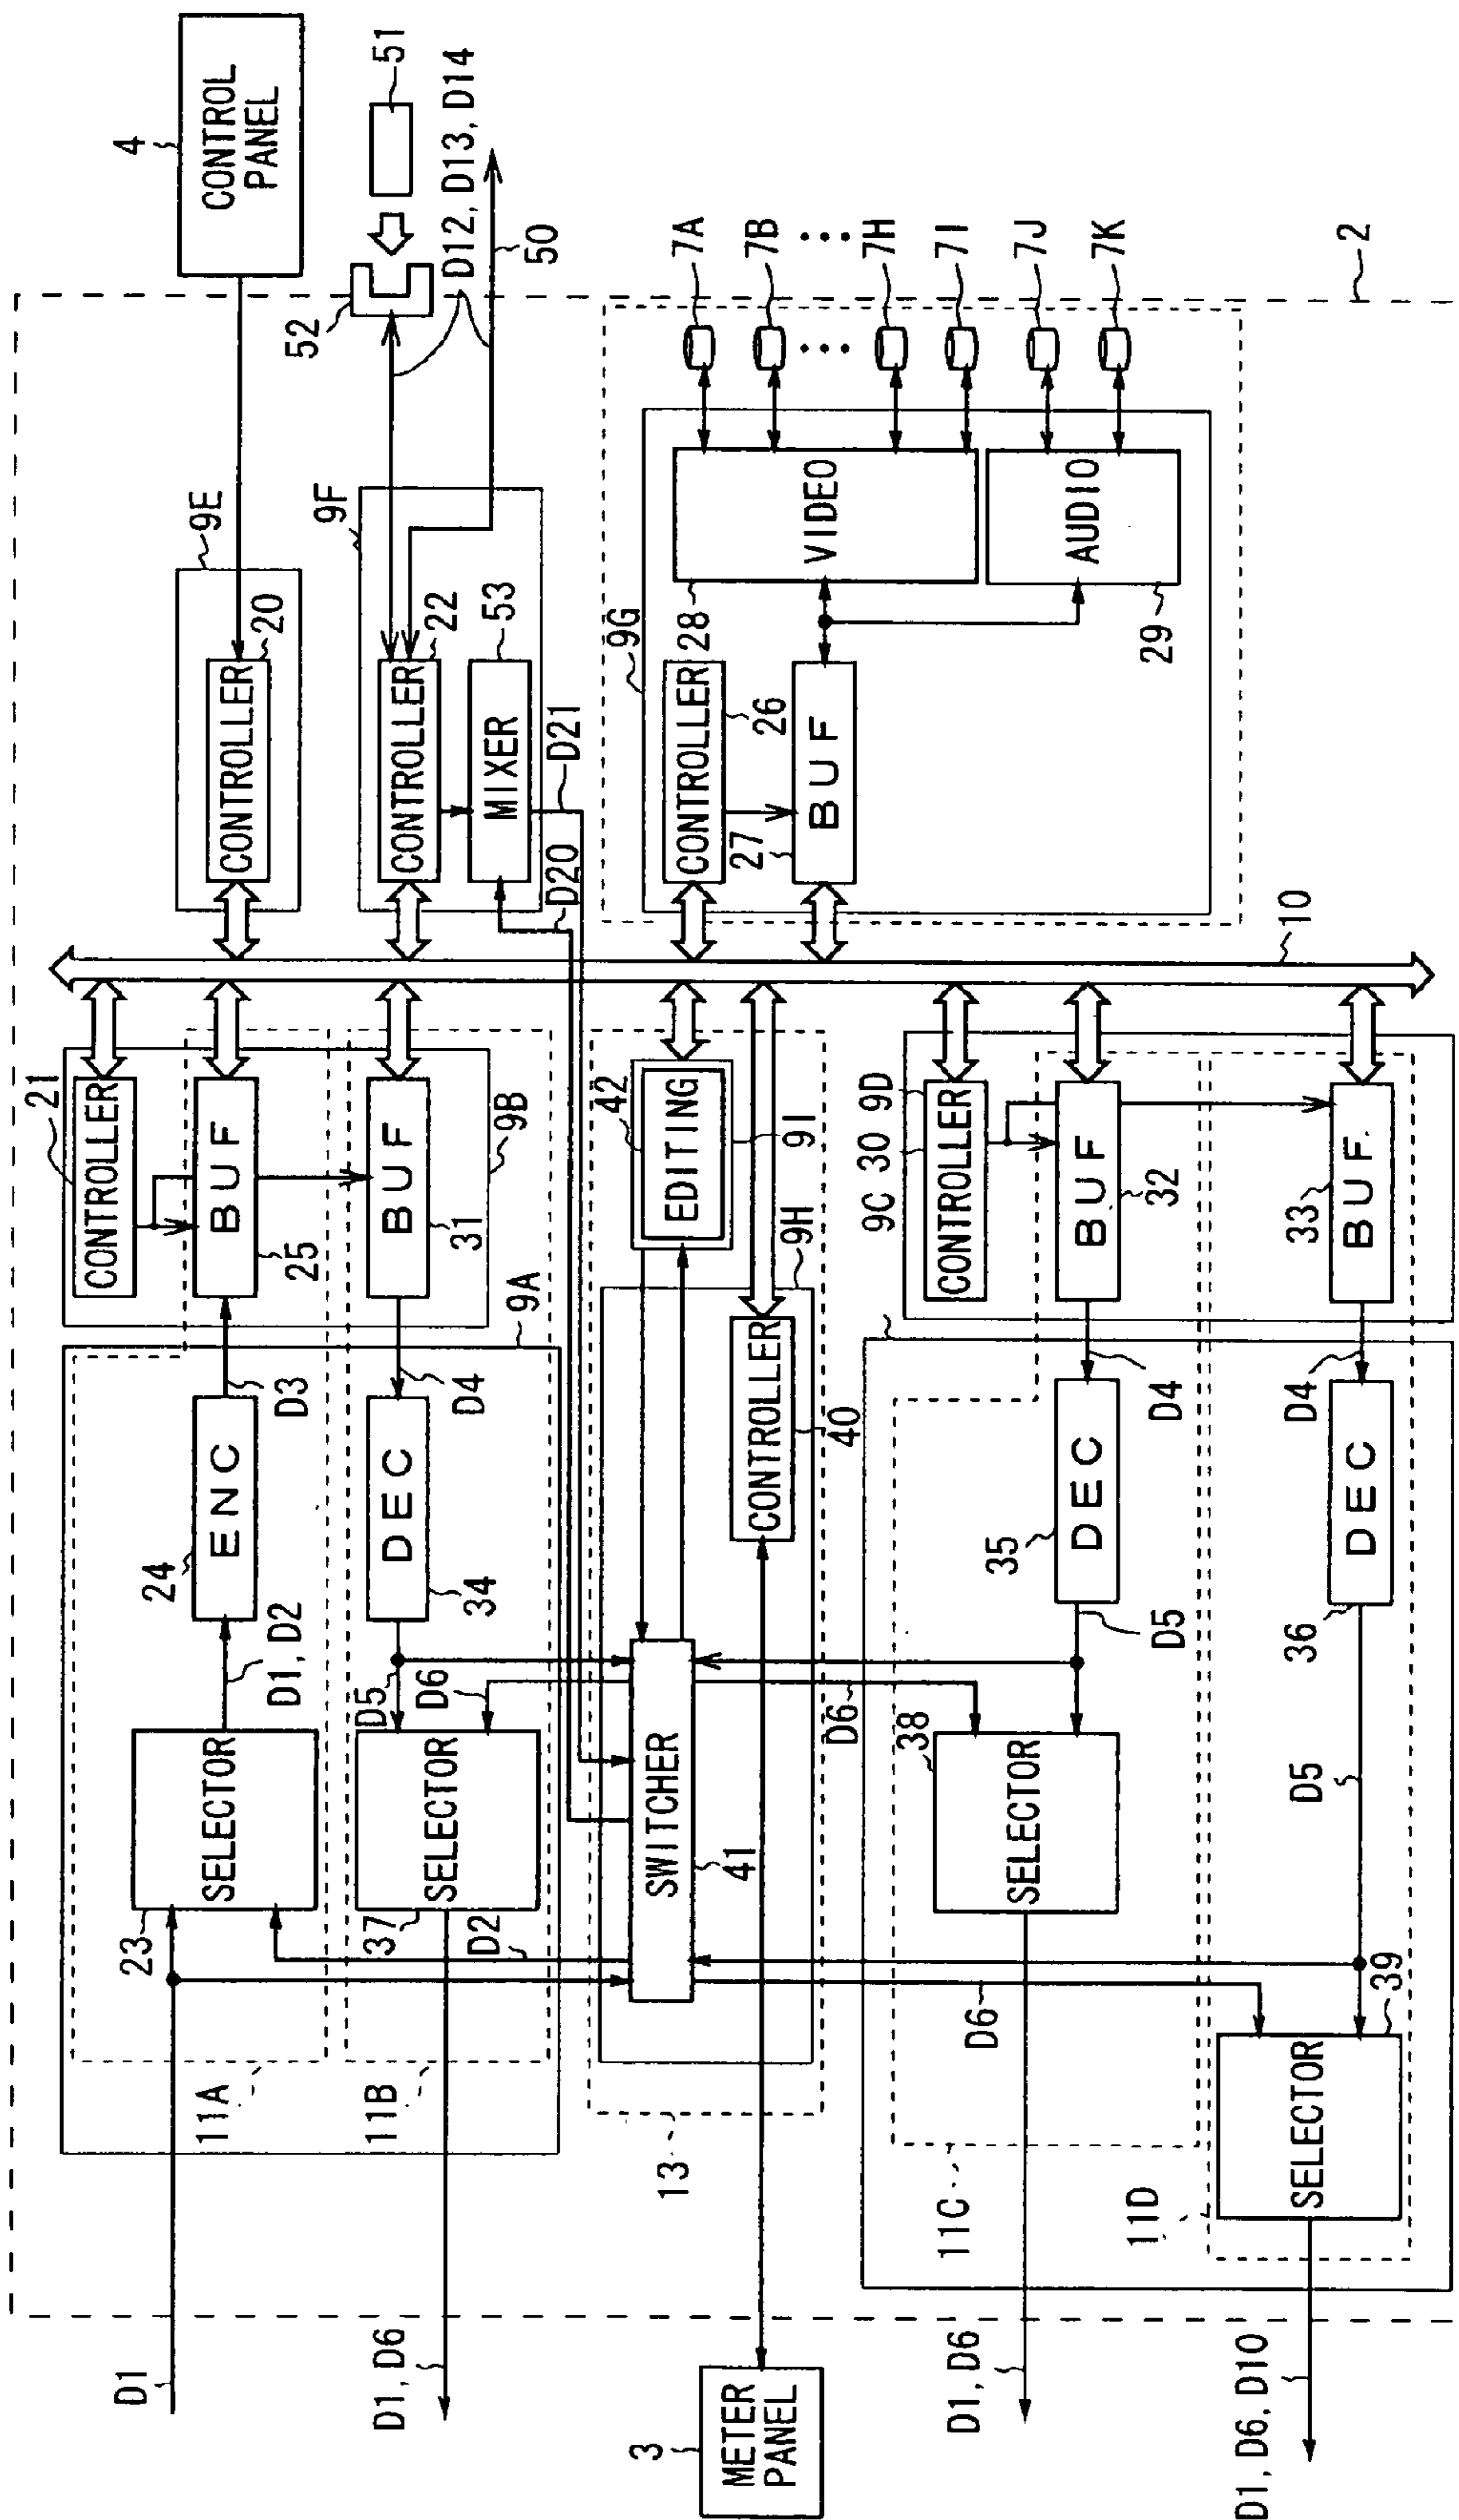 4
CONTROL
PANEL
51
D12, D13, D14
50
52
9E
20
CONTROLLER
9F
22
CONTROLLER
53
MIXER
D21
D20
7A
7B
7H
7I
7J
7K
2
9G
28
VIDEO
AUDIO
29
CONTROLLER
26
27
BUF
10
21
CONTROLLER
BUF
25
BUF
31
9B
42
EDITING
9I
9H
9C
30
9D
CONTROLLER
BUF
32
33
BUF.
9A
D3
ENC
24
D1, D2
D4
DEC
34
D5
D6
SELECTOR
23
SELECTOR
37
D2
CONTROLLER
40
SWITCHER
41
D4
DEC
35
D5
D4
DEC
36
D6
38
SELECTOR
D5
D6
39
SELECTOR
11A
11B
13
11C
11D
D1
D1, D6
3
METER
PANEL
D1, D6
D1, D6, D10